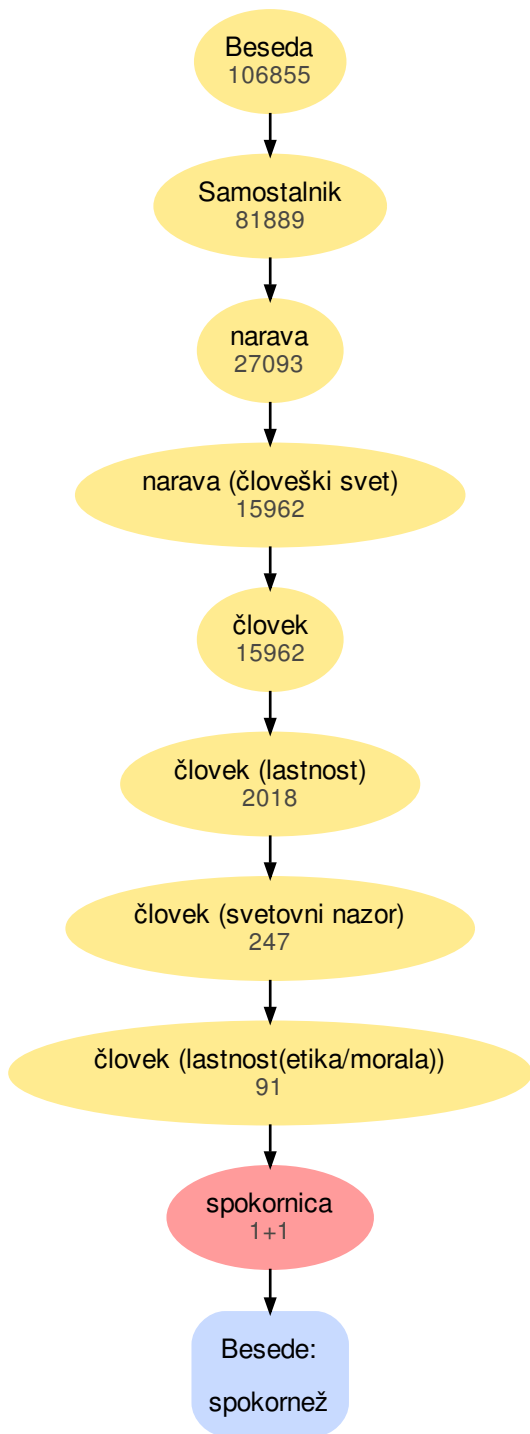 Beseda
106855
Samostalnik
81889
narava
27093
narava (človeški svet)
15962
človek
15962
človek (lastnost)
2018
človek (svetovni nazor)
247
človek (lastnost(etika/morala))
91
spokornica
1+1
Besede:
spokornež